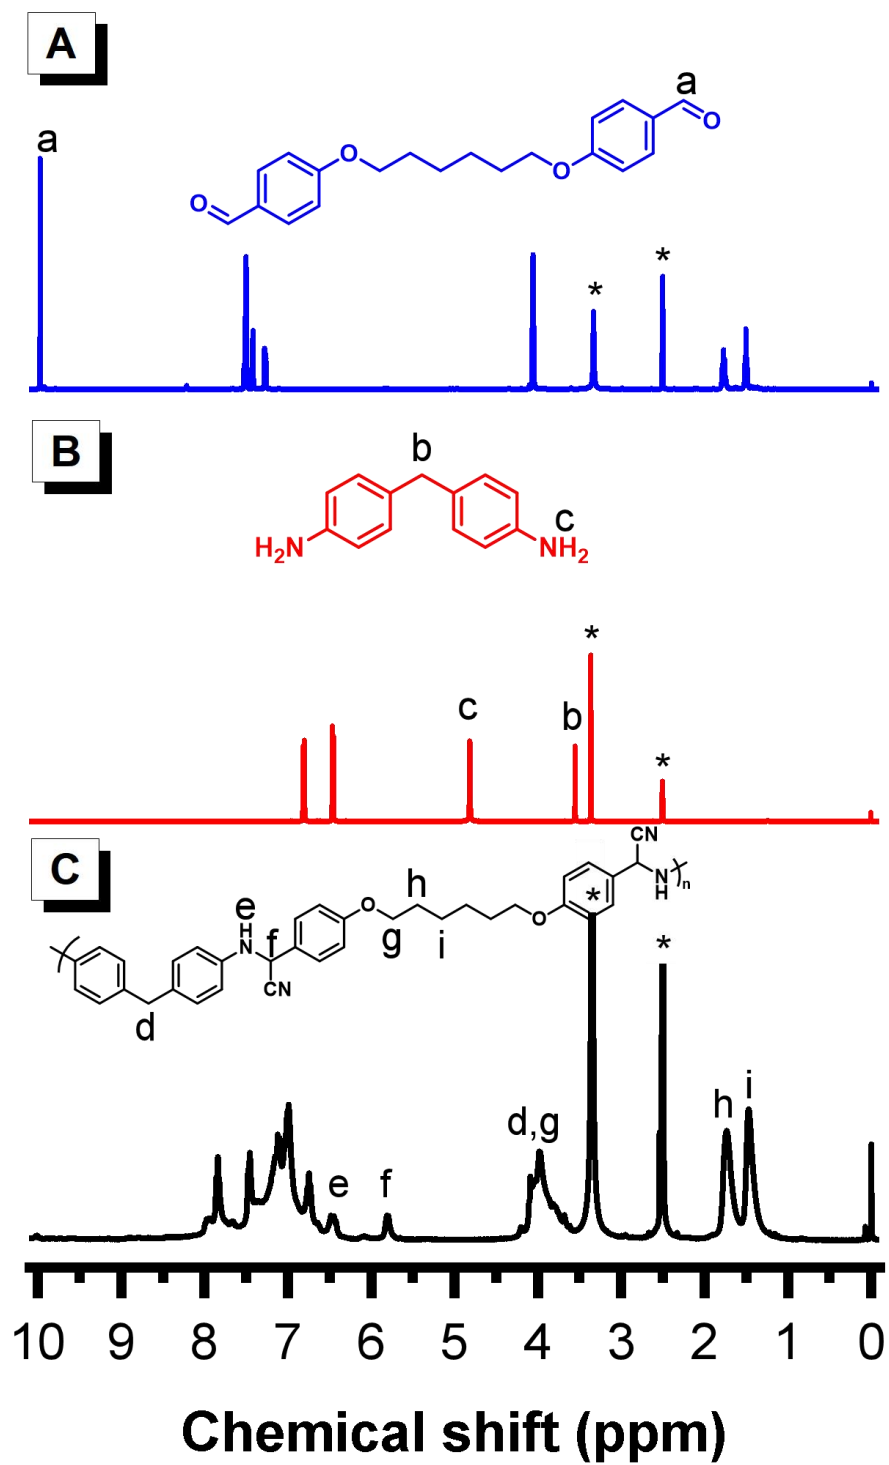 A
a
a
O
O
O
O
*
*
B
b
c
H₂N
NH₂
*
c
b
*
C
CN
h
N
H
n
e
H
N
f
O
g
i
O
*
*
CN
d
i
h
d,g
e
f
10 9 8 7 6 5 4 3 2 1 0
Chemical shift (ppm)